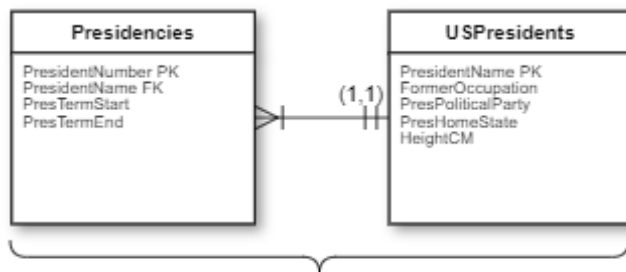 Presidencies
PresidentNumber PK
PresidentName FK
PresTermStart
PresTermEnd
(1,1)
USPresidents
PresidentName PK
FormerOccupation
PresPoliticalParty
PresHomeState
HeightCM